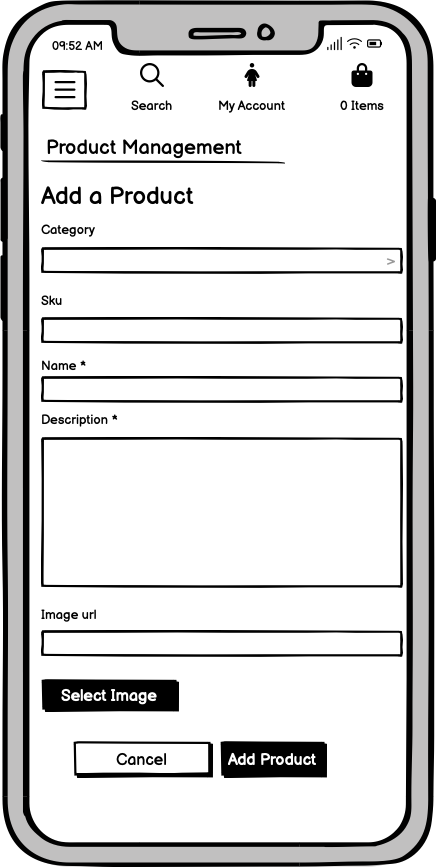 09:52 AM
Search
My Account
0 Items
Product Management
Add a Product
Category
>
Sku
Name *
Description *
Image url
Select Image
Cancel
Add Product